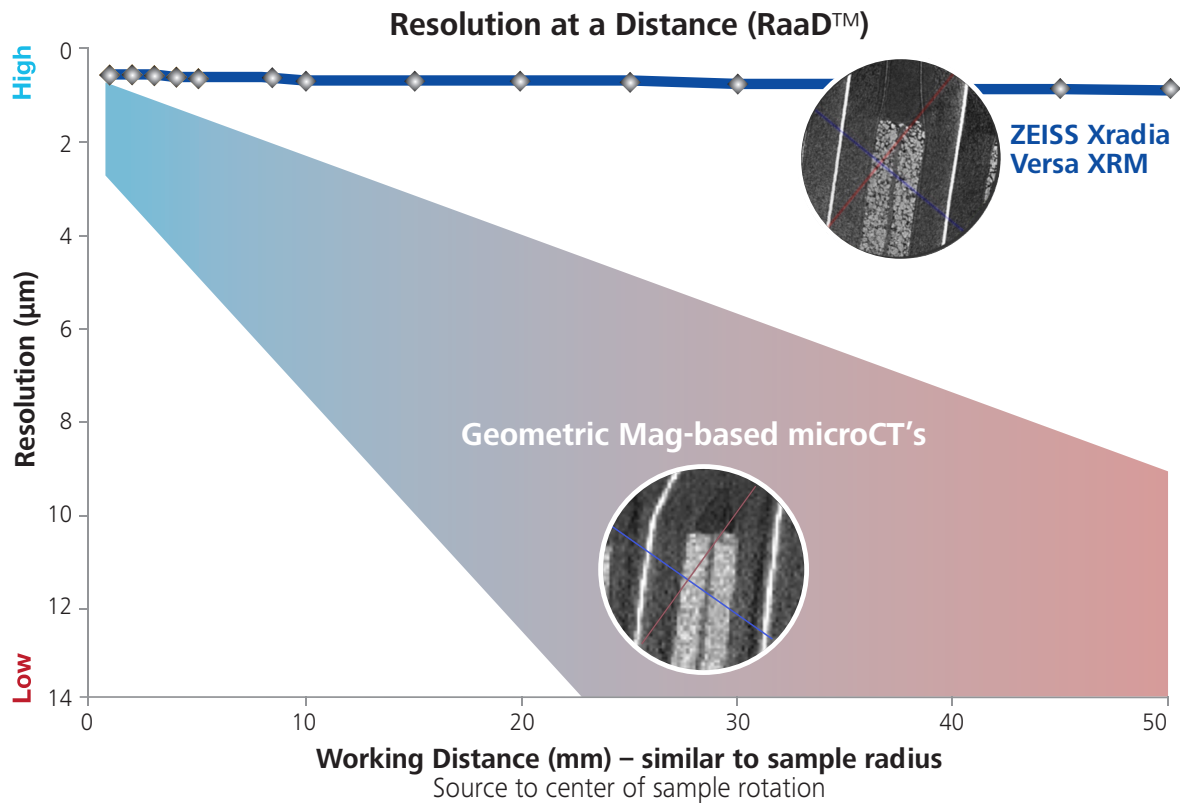 Resolution at a Distance (RaaD™)
High
Resolution (µm)
Low
0
2
4
6
8
10
12
14
ZEISS Xradia
Versa XRM
Geometric Mag-based microCT's
0 10 20 30 40 50
Working Distance (mm) – similar to sample radius
Source to center of sample rotation